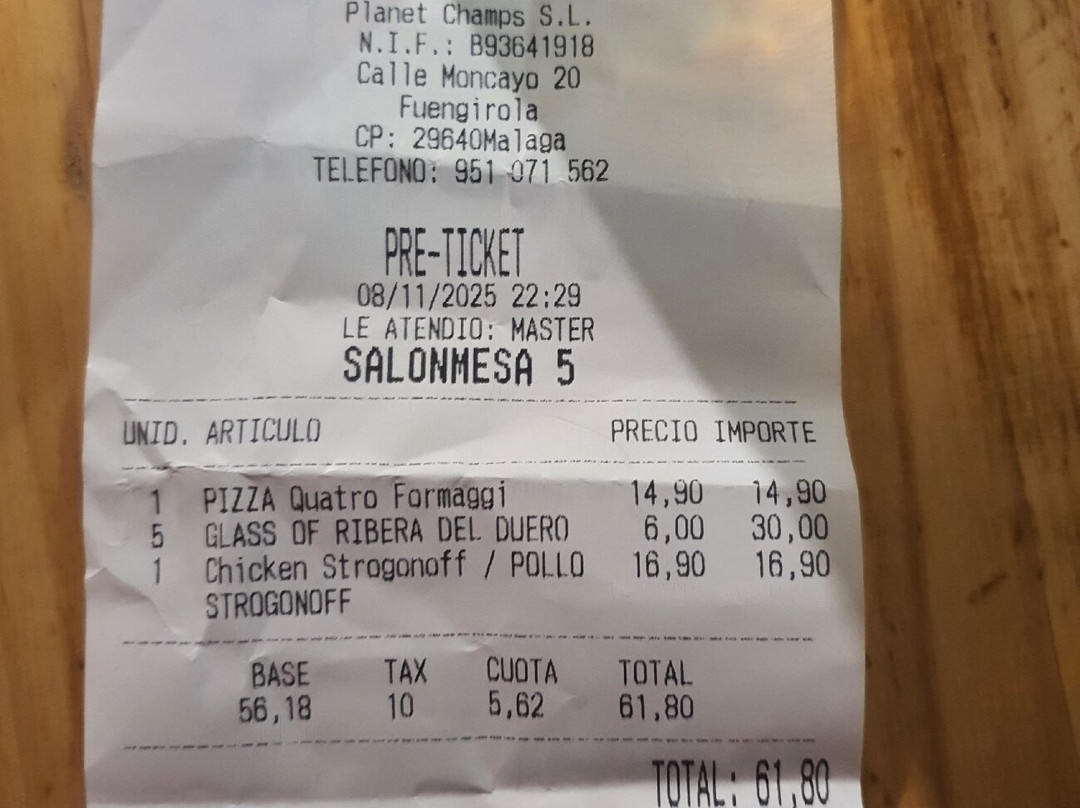 Planet Champs S.L.
N.I.F.: B93641918
Calle Moncayo 20
Fuengirola
CP: 29640Malaga
TELEFONO: 951 071 562
PRE-TICKET
08/11/2025 22:29
LE ATENDIO: MASTER
SALONMESA 5
UNID. ARTICULO PRECIO IMPORTE
1 PIZZA Quatro Formaggi 14,90 14,90
5 GLASS OF RIBERA DEL DUERO 6,00 30,00
1 Chicken Strogonoff / POLLO 16,90 16,90
STROGONOFF
BASE TAX CUOTA TOTAL
56,18 10 5,62 61,80
TOTAL: 61,80